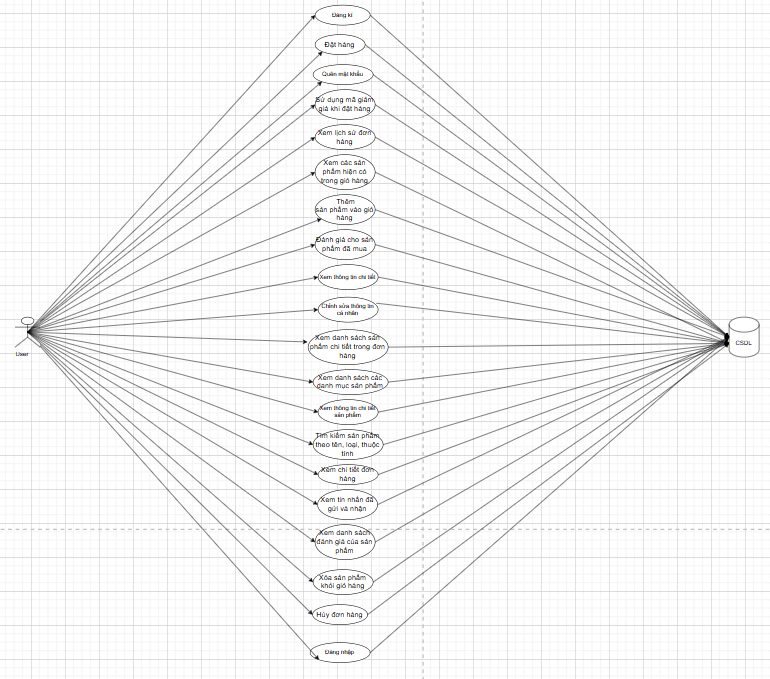 Đăng kí
Đặt hàng
Quên mật khẩu
Sử dụng mã giảm
giá khi đặt hàng
Xem lịch sử đơn
hàng
Xem các sản
phẩm hiện có
trong giỏ hàng
Thêm
sản phẩm vào giỏ
hàng
Đánh giá cho sản
phẩm đã mua
Xem thông tin chi tiết
Chỉnh sửa thông tin
cá nhân
User
CSDL
Xem danh sách sản
phẩm chi tiết trong đơn
hàng
Xem danh sách các
danh mục sản phẩm
Xem thông tin chi tiết
sản phẩm
Tìm kiếm sản phẩm
theo tên, loại, thuộc
tính
Xem chi tiết đơn
hàng
Xem tin nhắn đã
gửi và nhận
Xem danh sách
đánh giá của sản
phẩm
Xóa sản phẩm
khỏi giỏ hàng
Hủy đơn hàng
Đăng nhập